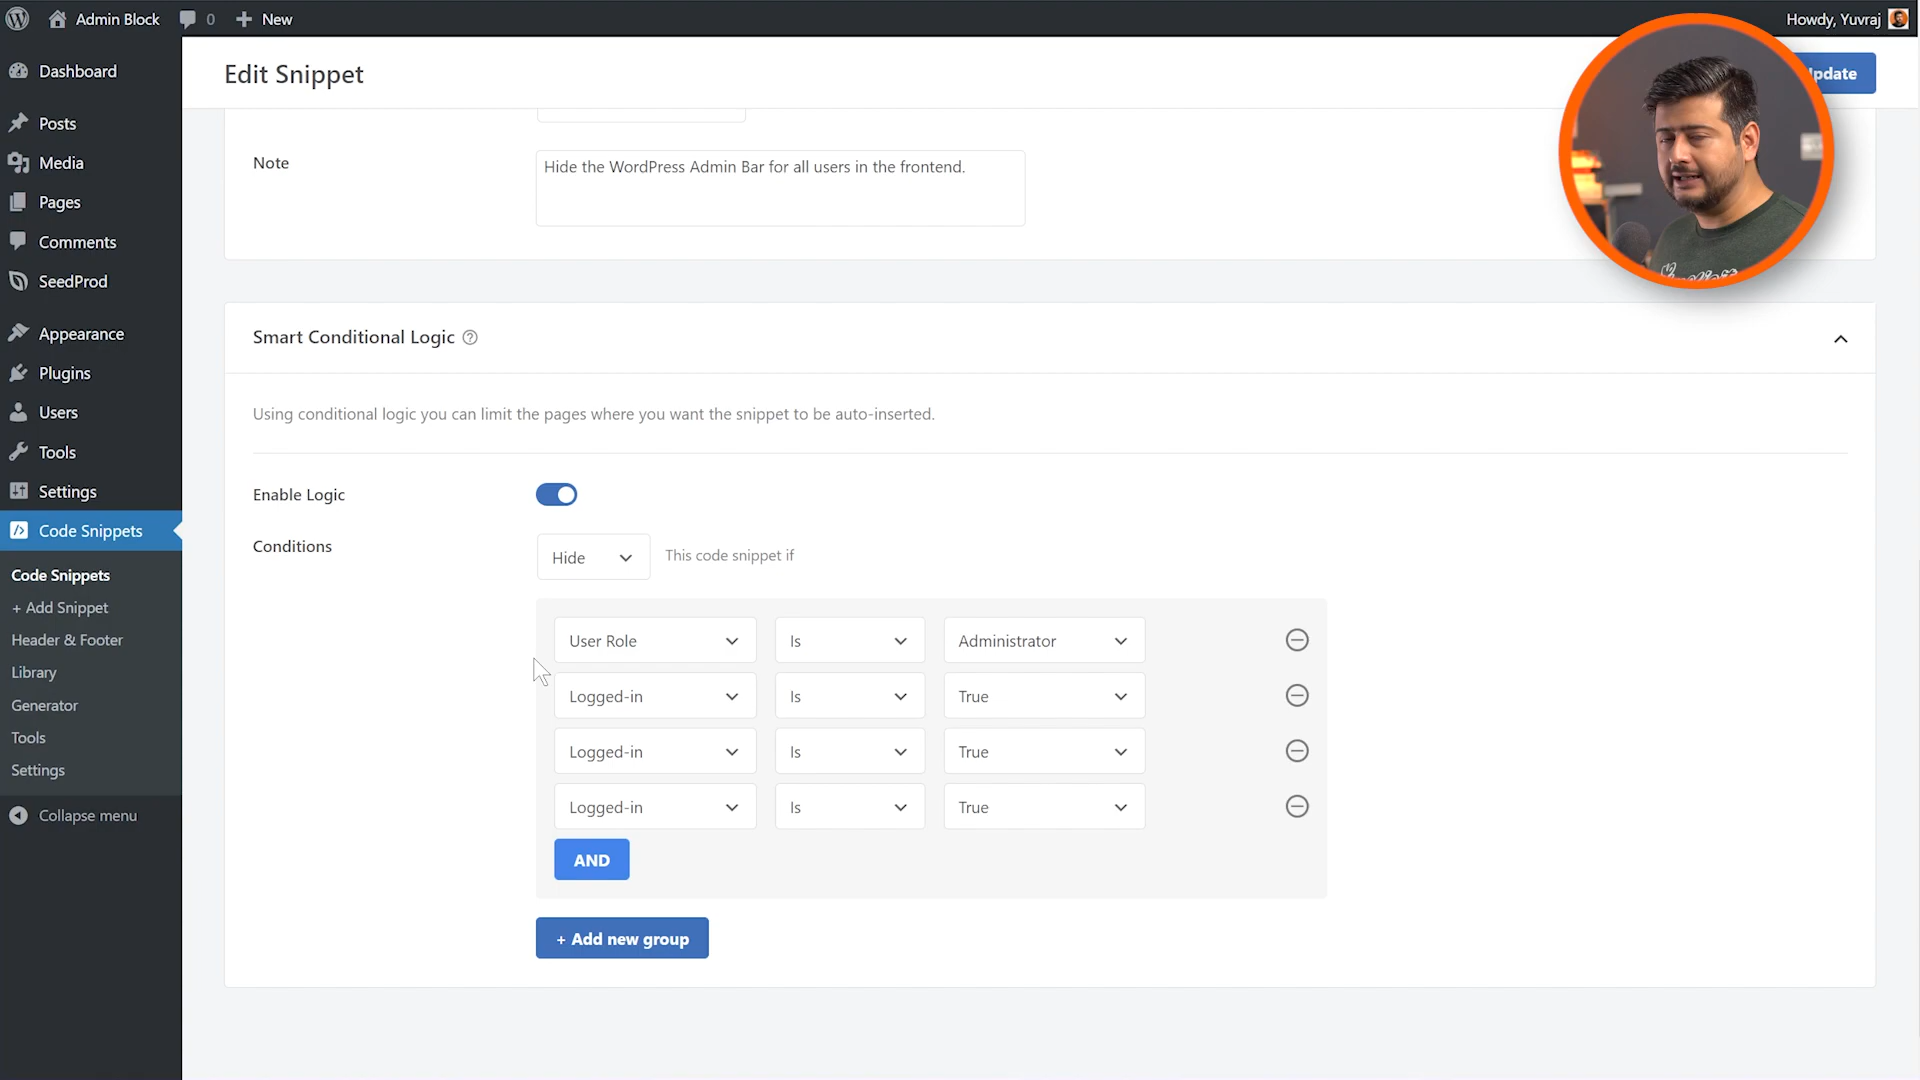 Admin Block
0
New
Howdy, Yuvraj
Dashboard
Posts
Media
Pages
Comments
SeedProd
Appearance
Plugins
Users
Tools
Settings
Code Snippets
Code Snippets
+ Add Snippet
Header & Footer
Library
Generator
Tools
Settings
Collapse menu
Edit Snippet
Update
Note
Hide the WordPress Admin Bar for all users in the frontend.
Smart Conditional Logic
Using conditional logic you can limit the pages where you want the snippet to be auto-inserted.
Enable Logic
Conditions
Hide
This code snippet if
User Role Is Administrator
Logged-in Is True
Logged-in Is True
Logged-in Is True
AND
+ Add new group